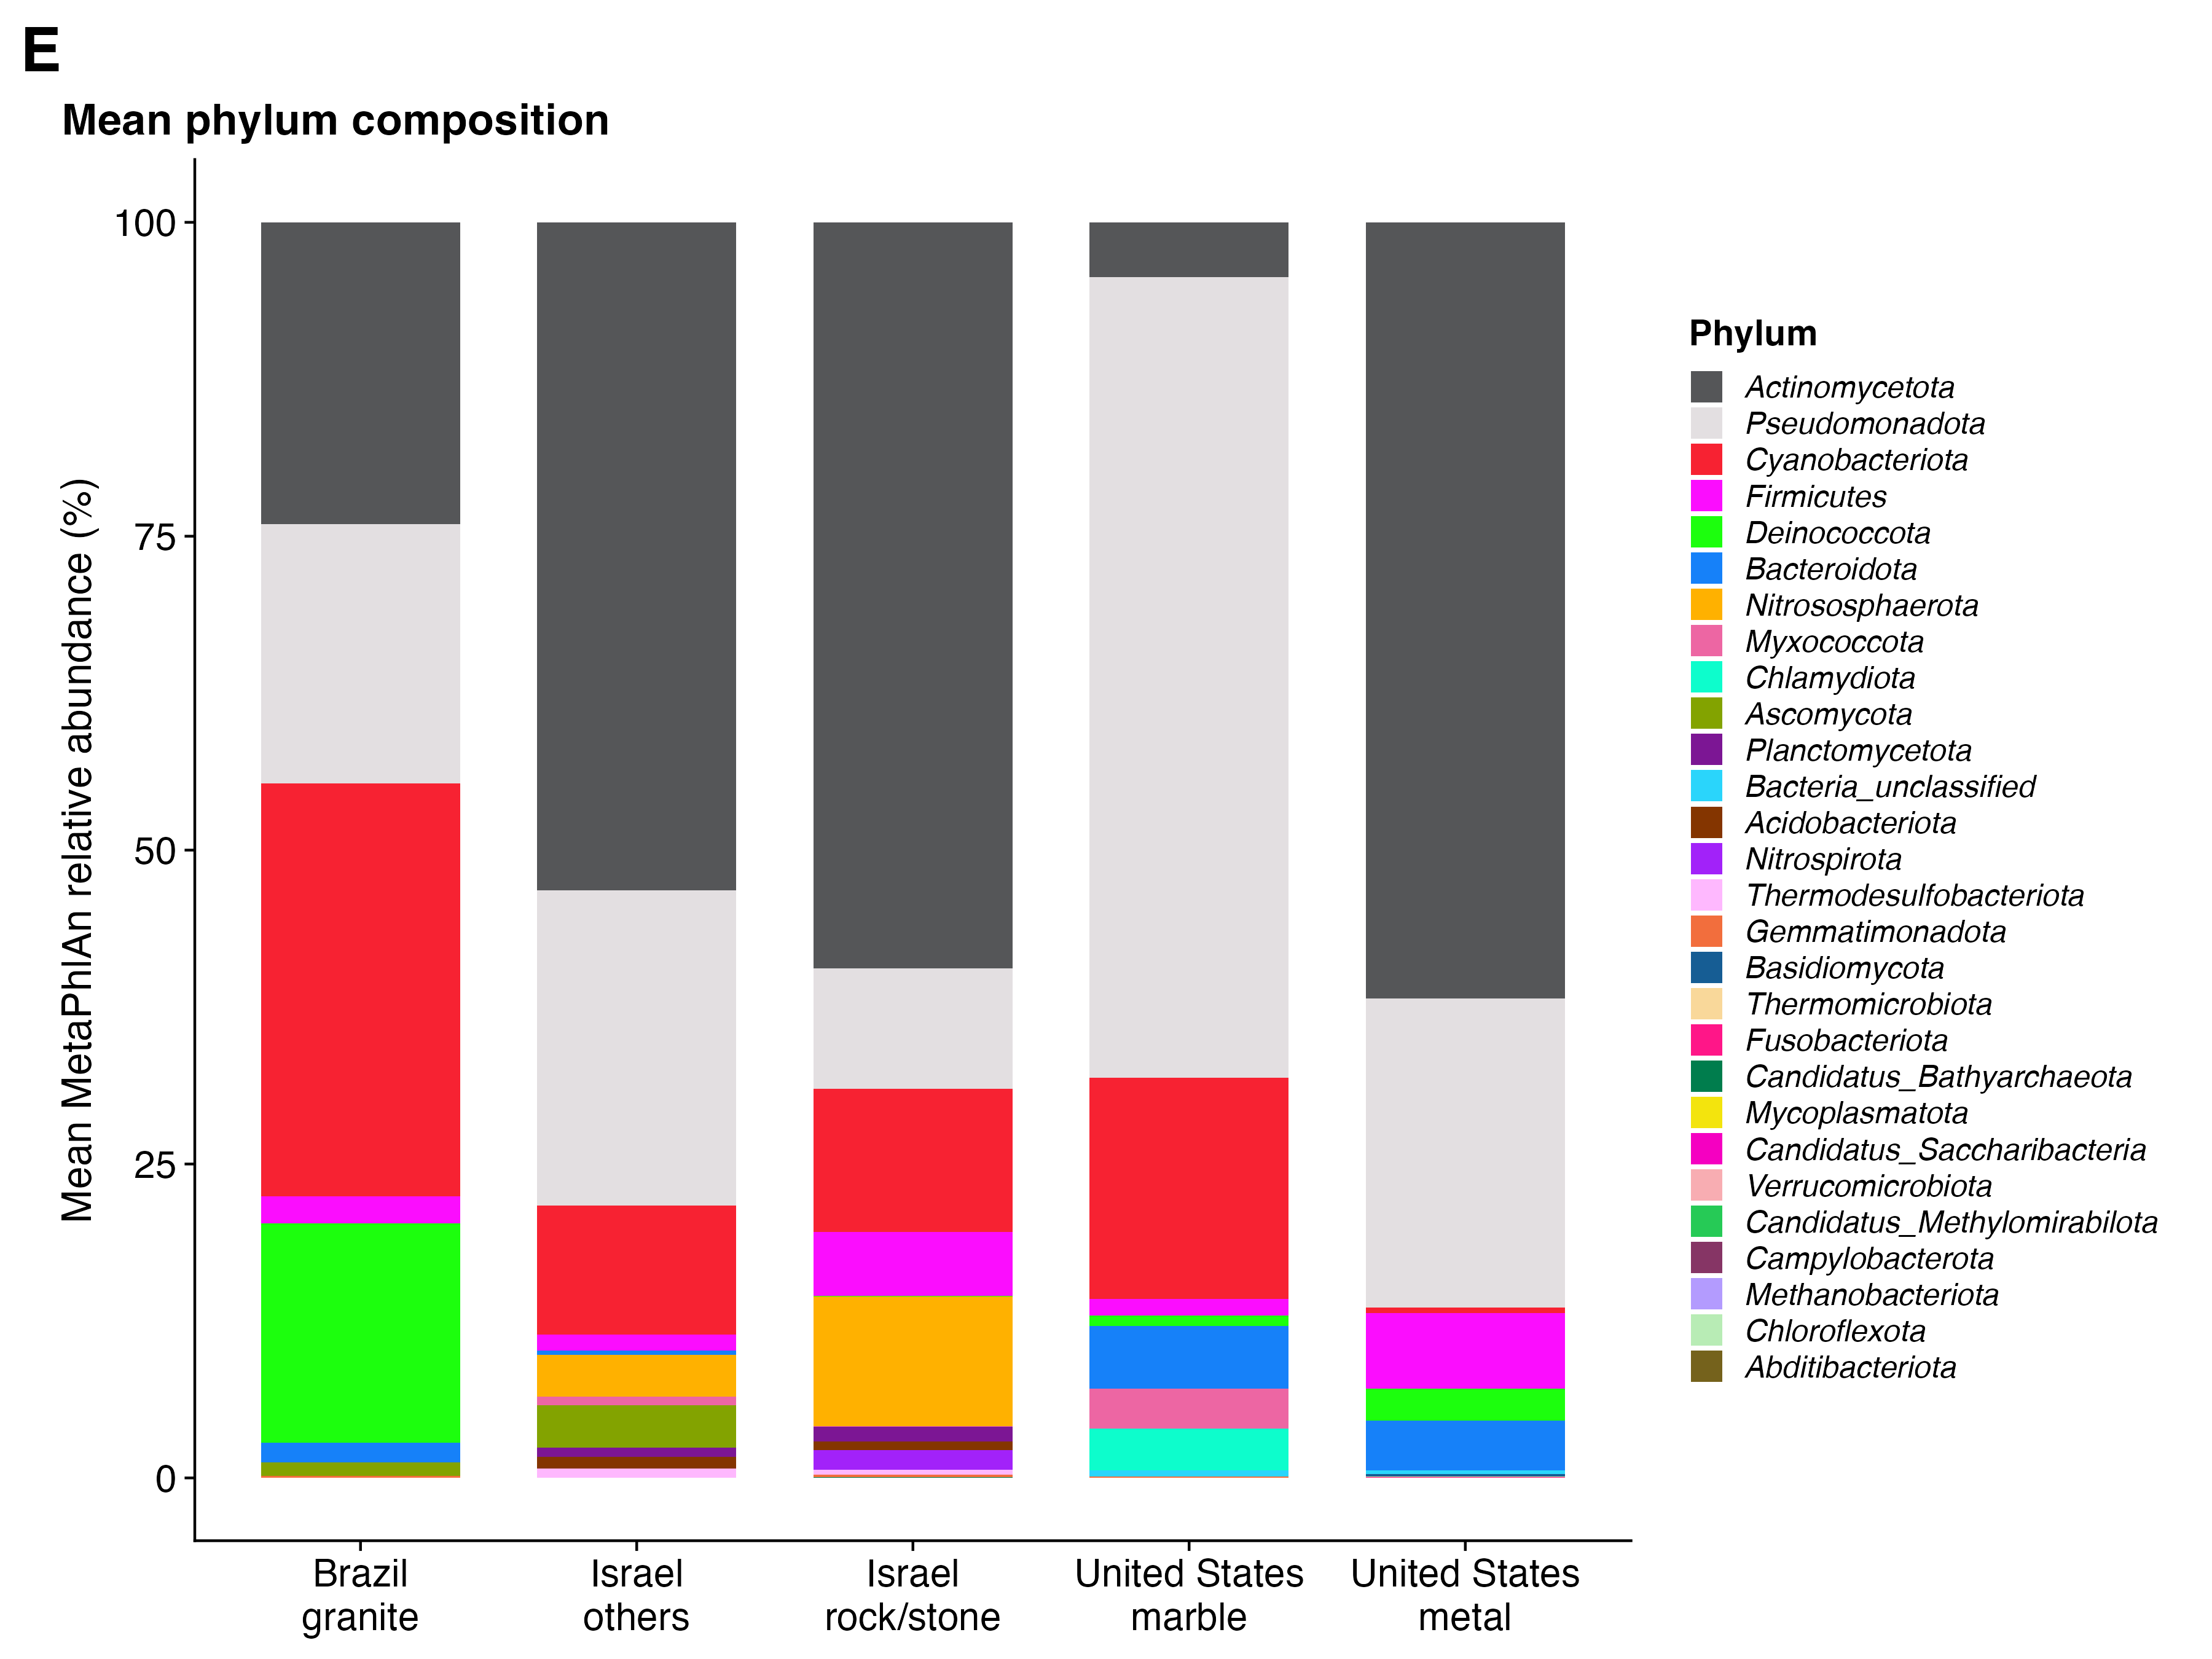 E
Mean phylum composition
Mean MetaPhlAn relative abundance (%)
100
75
50
25
0
Brazil
granite
Israel
others
Israel
rock/stone
United States
marble
United States
metal
Phylum
Actinomycetota
Pseudomonadota
Cyanobacteriota
Firmicutes
Deinococcota
Bacteroidota
Nitrososphaerota
Myxococcota
Chlamydiota
Ascomycota
Planctomycetota
Bacteria_unclassified
Acidobacteriota
Nitrospirota
Thermodesulfobacteriota
Gemmatimonadota
Basidiomycota
Thermomicrobiota
Fusobacteriota
Candidatus_Bathyarchaeota
Mycoplasmatota
Candidatus_Saccharibacteria
Verrucomicrobiota
Candidatus_Methylomirabilota
Campylobacterota
Methanobacteriota
Chloroflexota
Abditibacteriota